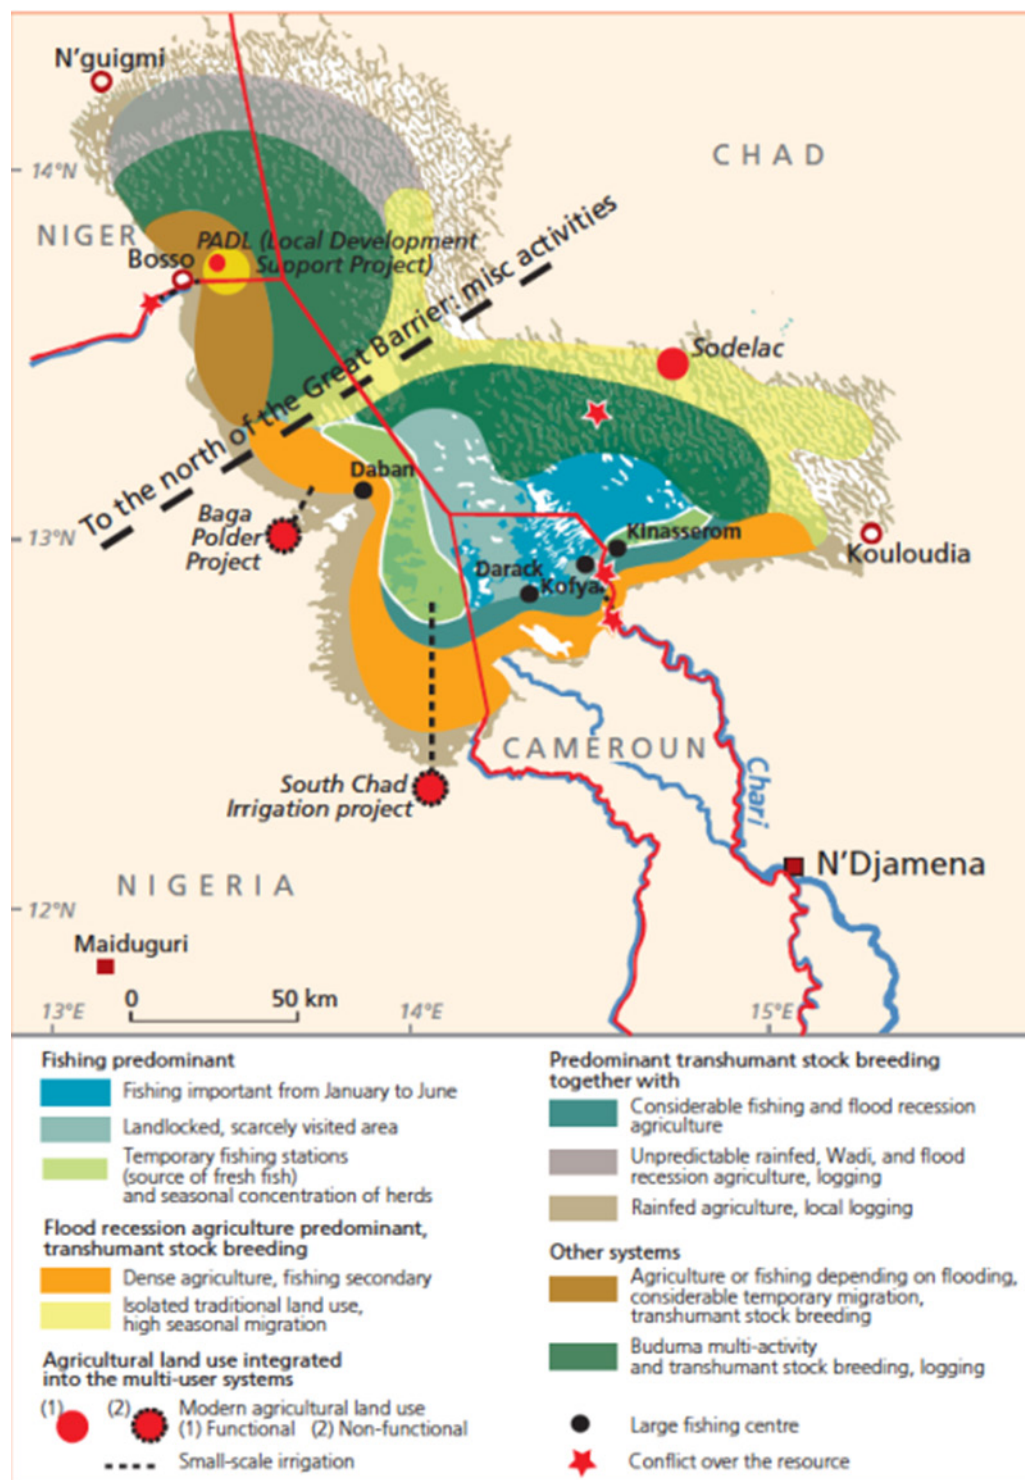 N'guigmi
CHAD
14°N
NIGER
PADL (Local Development
Support Project)
Bosso
To the north of the Great Barrier: misc activities
Sodelac
Daban
Baga
Polder
Project
13°N
Kinasserom
Kouloudia
Darack
Kofya
CAMEROUN
South Chad
Irrigation project
Chari
N'Djamena
NIGERIA
12°N
Maiduguri
0 50 km
13°E 14°E 15°E
Fishing predominant
Fishing important from January to June
Landlocked, scarcely visited area
Temporary fishing stations
(source of fresh fish)
and seasonal concentration of herds
Flood recession agriculture predominant,
transhumant stock breeding
Dense agriculture, fishing secondary
Isolated traditional land use,
high seasonal migration
Agricultural land use integrated
into the multi-user systems
(1) (2) Modern agricultural land use
(1) Functional (2) Non-functional
Small-scale irrigation
Predominant transhumant stock breeding
together with
Considerable fishing and flood recession
agriculture
Unpredictable rainfed, Wadi, and flood
recession agriculture, logging
Rainfed agriculture, local logging
Other systems
Agriculture or fishing depending on flooding,
considerable temporary migration,
transhumant stock breeding
Buduma multi-activity
and transhumant stock breeding, logging
Large fishing centre
Conflict over the resource